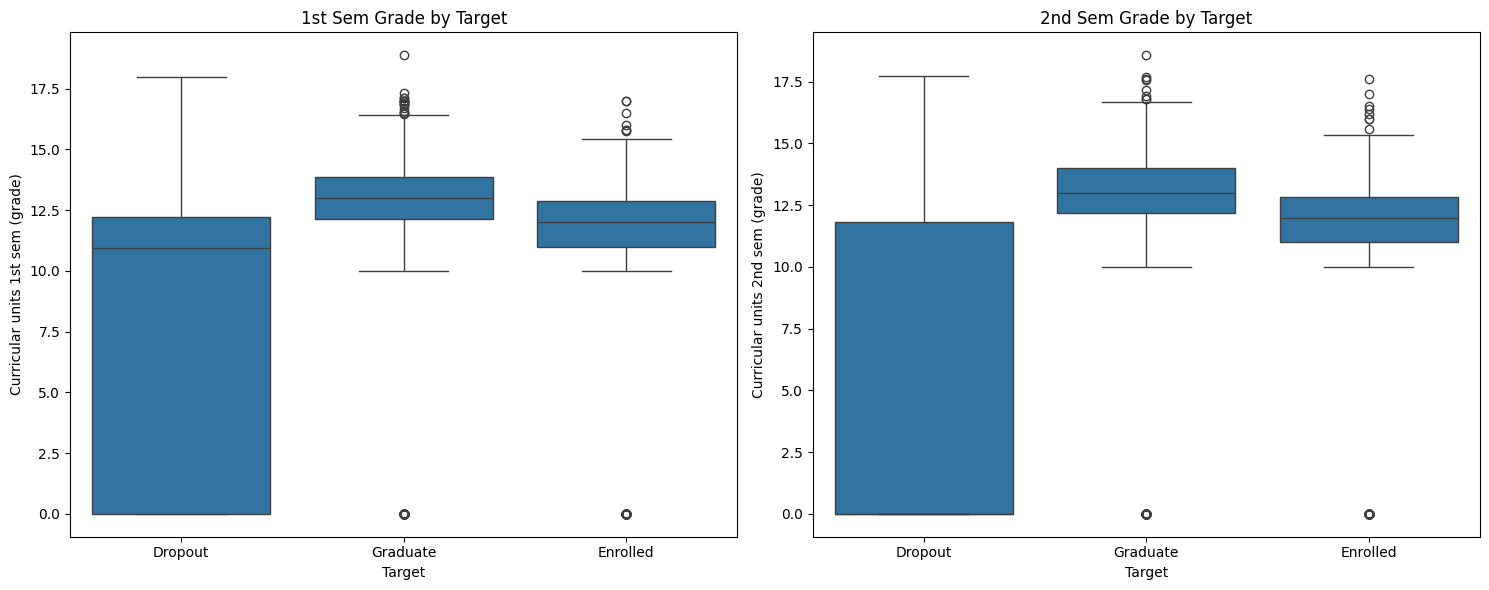 1st Sem Grade by Target
Curricular units 1st sem (grade)
17.5
15.0
12.5
10.0
7.5
5.0
2.5
0.0
Dropout
Graduate
Enrolled
Target
2nd Sem Grade by Target
Curricular units 2nd sem (grade)
17.5
15.0
12.5
10.0
7.5
5.0
2.5
0.0
Dropout
Graduate
Enrolled
Target